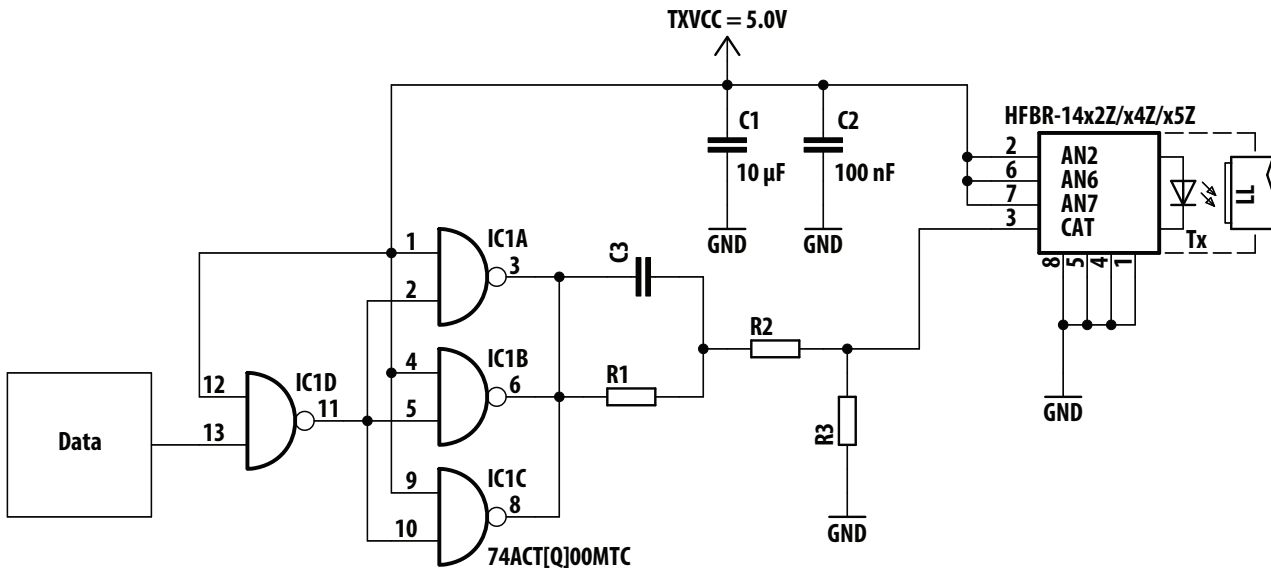 TXVCC = 5.0V
C1
10 µF
GND
C2
100 nF
GND
HFBR-14x2Z/x4Z/x5Z
2 AN2
6 AN6
7 AN7
3 CAT
Tx
LL
8 5 4 1
GND
1
2
IC1A
3
C3
4
5
IC1B
6
R1
R2
R3
GND
Data
12
13
IC1D
11
9
10
IC1C
8
74ACT[Q]00MTC